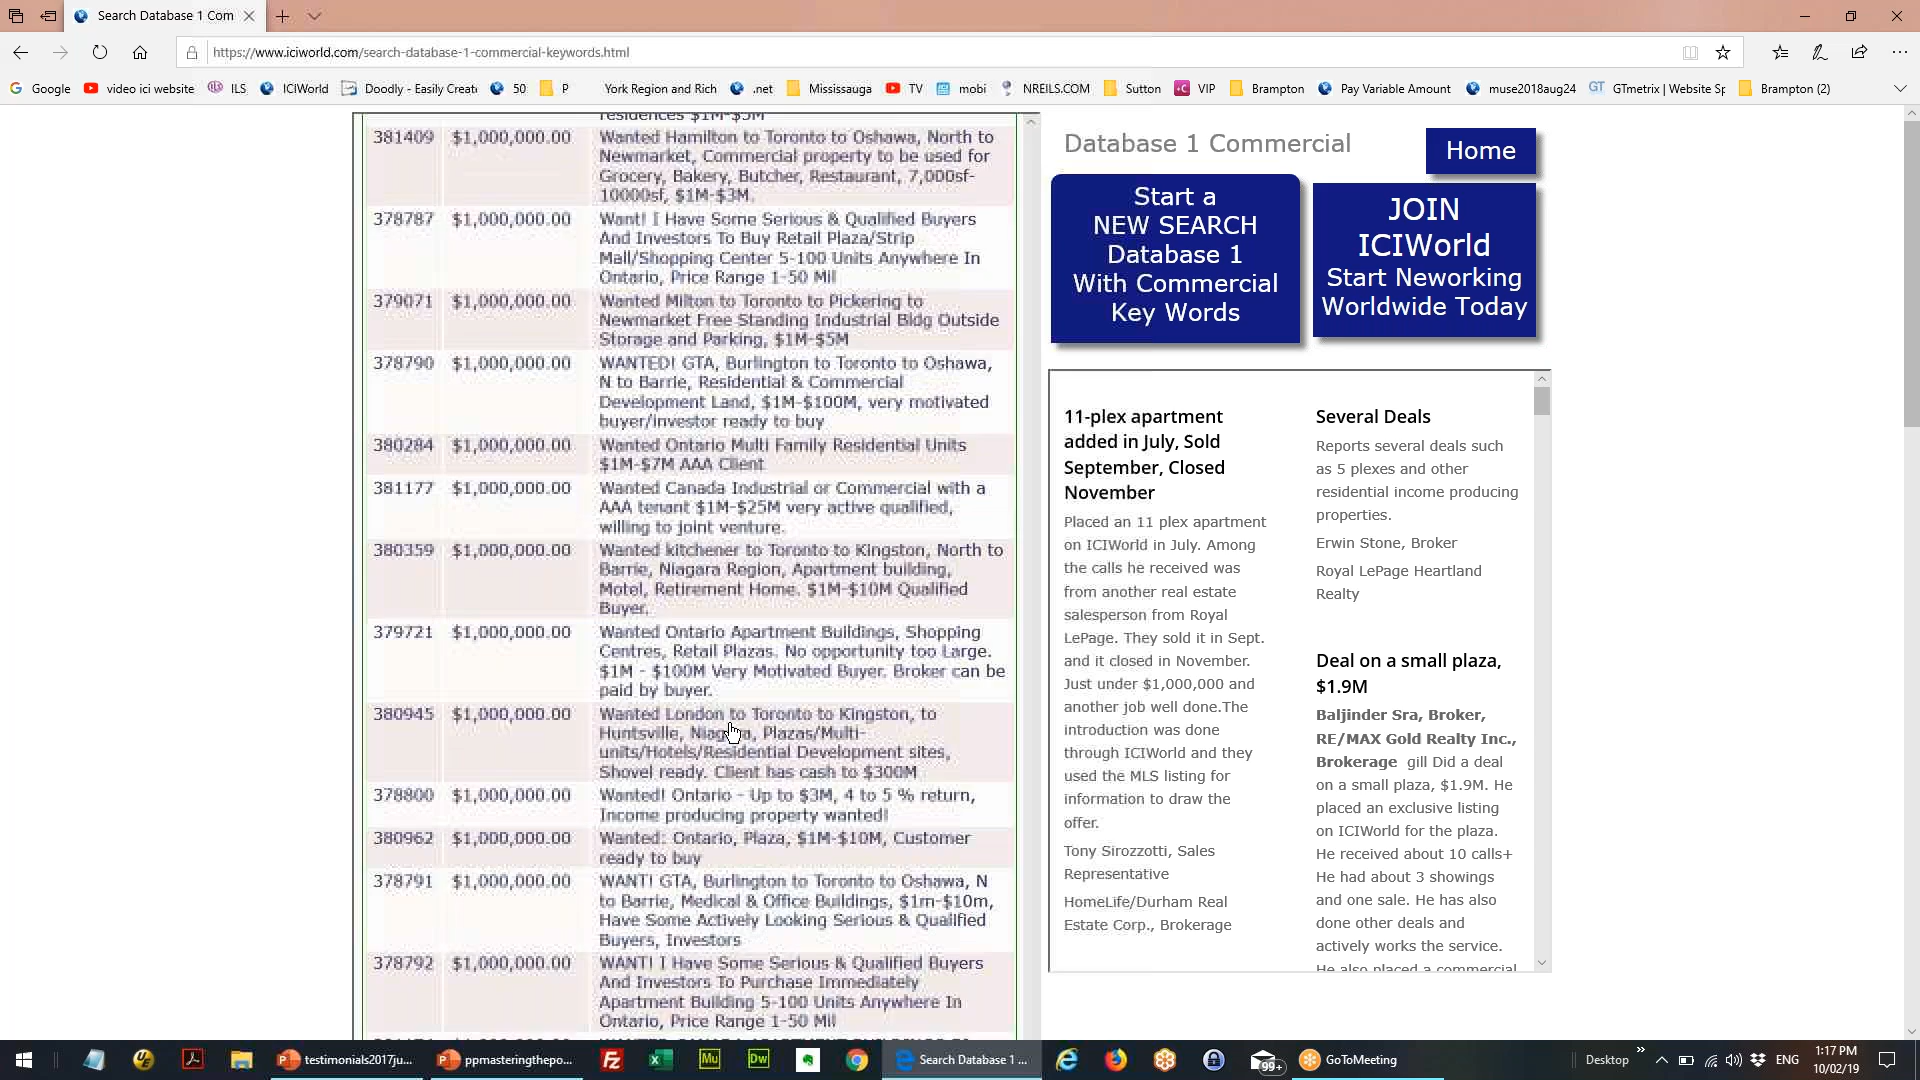 Search Database 1 Com
https://www.iciworld.com/search-database-1-commercial-keywords.html
Google video ici website ILS ICIWorld Doodly - Easily Creat 50 P York Region and Rich .net Mississauga TV mobi NREILS.COM Sutton VIP Brampton Pay Variable Amount muse2018aug24 GT GTmetrix | Website Sp Brampton (2)
residences $1M-$5M
381409 $1,000,000.00 Wanted Hamilton to Toronto to Oshawa, North to
Newmarket, Commercial property to be used for
Grocery, Bakery, Butcher, Restaurant, 7,000sf-
10000sf, $1M-$3M.
378787 $1,000,000.00 Want! I Have Some Serious & Qualified Buyers
And Investors To Buy Retail Plaza/Strip
Mall/Shopping Center 5-100 Units Anywhere In
Ontario, Price Range 1-50 Mil
379071 $1,000,000.00 Wanted Milton to Toronto to Pickering to
Newmarket Free Standing Industrial Bldg Outside
Storage and Parking, $1M-$5M
378790 $1,000,000.00 WANTED! GTA, Burlington to Toronto to Oshawa,
N to Barrie, Residential & Commercial
Development Land, $1M-$100M, very motivated
buyer/investor ready to buy
380284 $1,000,000.00 Wanted Ontario Multi Family Residential Units
$1M-$7M AAA Client
381177 $1,000,000.00 Wanted Canada Industrial or Commercial with a
AAA tenant $1M-$25M very active qualified,
willing to joint venture.
380359 $1,000,000.00 Wanted kitchener to Toronto to Kingston, North to
Barrie, Niagara Region, Apartment building,
Motel, Retirement Home. $1M-$10M Qualified
Buyer.
379721 $1,000,000.00 Wanted Ontario Apartment Buildings, Shopping
Centres, Retail Plazas. No opportunity too Large.
$1M - $100M Very Motivated Buyer. Broker can be
paid by buyer.
380945 $1,000,000.00 Wanted London to Toronto to Kingston, to
Huntsville, Niagara, Plazas/Multi-
units/Hotels/Residential Development sites,
Shovel ready. Client has cash to $300M
378800 $1,000,000.00 Wanted! Ontario - Up to $3M, 4 to 5 % return,
Income producing property wanted!
380962 $1,000,000.00 Wanted: Ontario, Plaza, $1M-$10M, Customer
ready to buy
378791 $1,000,000.00 WANT! GTA, Burlington to Toronto to Oshawa, N
to Barrie, Medical & Office Buildings, $1m-$10m,
Have Some Actively Looking Serious & Quailfied
Buyers, Investors
378792 $1,000,000.00 WANT! I Have Some Serious & Qualified Buyers
And Investors To Purchase Immediately
Apartment Building 5-100 Units Anywhere In
Ontario, Price Range 1-50 Mil
Database 1 Commercial
Home
Start a
NEW SEARCH
Database 1
With Commercial
Key Words
JOIN
ICIWorld
Start Neworking
Worldwide Today
11-plex apartment
added in July, Sold
September, Closed
November
Placed an 11 plex apartment
on ICIWorld in July. Among
the calls he received was
from another real estate
salesperson from Royal
LePage. They sold it in Sept.
and it closed in November.
Just under $1,000,000 and
another job well done.The
introduction was done
through ICIWorld and they
used the MLS listing for
information to draw the
offer.
Tony Sirozzotti, Sales
Representative
HomeLife/Durham Real
Estate Corp., Brokerage
Several Deals
Reports several deals such
as 5 plexes and other
residential income producing
properties.
Erwin Stone, Broker
Royal LePage Heartland
Realty
Deal on a small plaza,
$1.9M
Baljinder Sra, Broker,
RE/MAX Gold Realty Inc.,
Brokerage gill Did a deal
on a small plaza, $1.9M. He
placed an exclusive listing
on ICIWorld for the plaza.
He received about 10 calls+
He had about 3 showings
and one sale. He has also
done other deals and
actively works the service.
He also placed a commercial
testimonials2017ju... ppmasteringthepo... Search Database 1 ... 99+ GoToMeeting Desktop ENG 1:17 PM
10/02/19